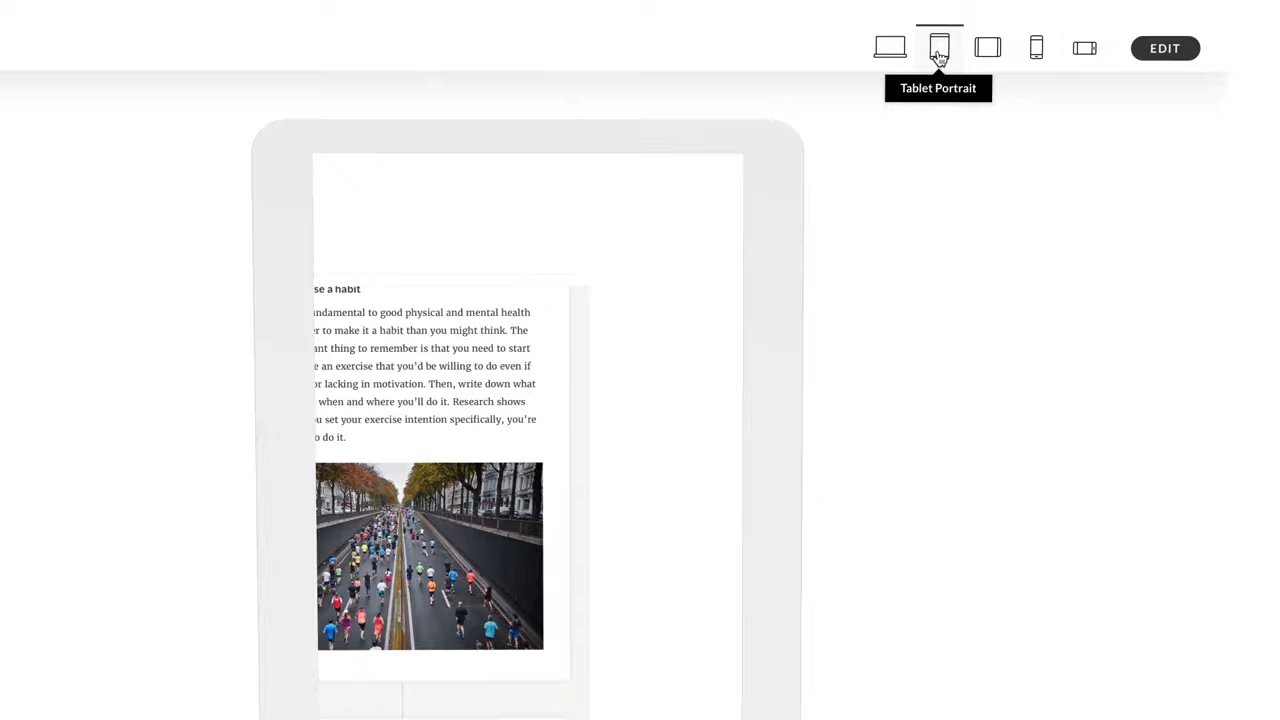 EDIT
Tablet Portrait
se a habit
ndamental to good physical and mental health
r to make it a habit than you might think. The
ant thing to remember is that you need to start
e an exercise that you'd be willing to do even if
or lacking in motivation. Then, write down what
when and where you'll do it. Research shows
u set your exercise intention specifically, you're
o do it.